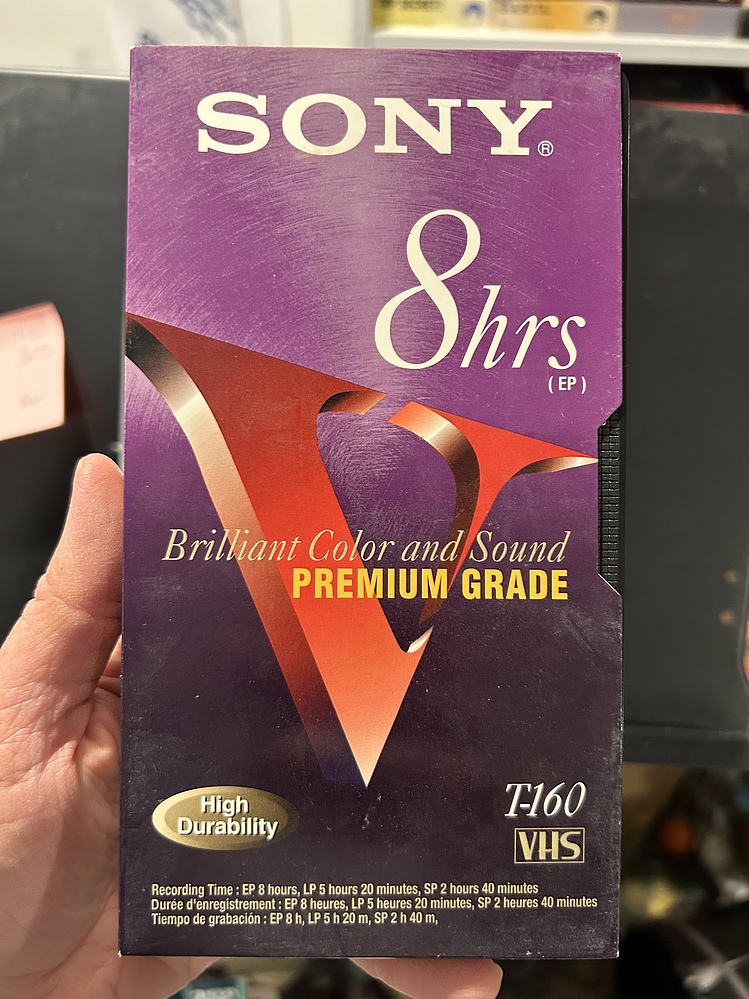 SONY®
8hrs
(EP)
Brilliant Color and Sound
PREMIUM GRADE
High
Durability
T-160
VHS
Recording Time : EP 8 hours, LP 5 hours 20 minutes, SP 2 hours 40 minutes
Durée d'enregistrement : EP 8 heures, LP 5 heures 20 minutes, SP 2 heures 40 minutes
Tiempo de grabación : EP 8 h, LP 5 h 20 m, SP 2 h 40 m,